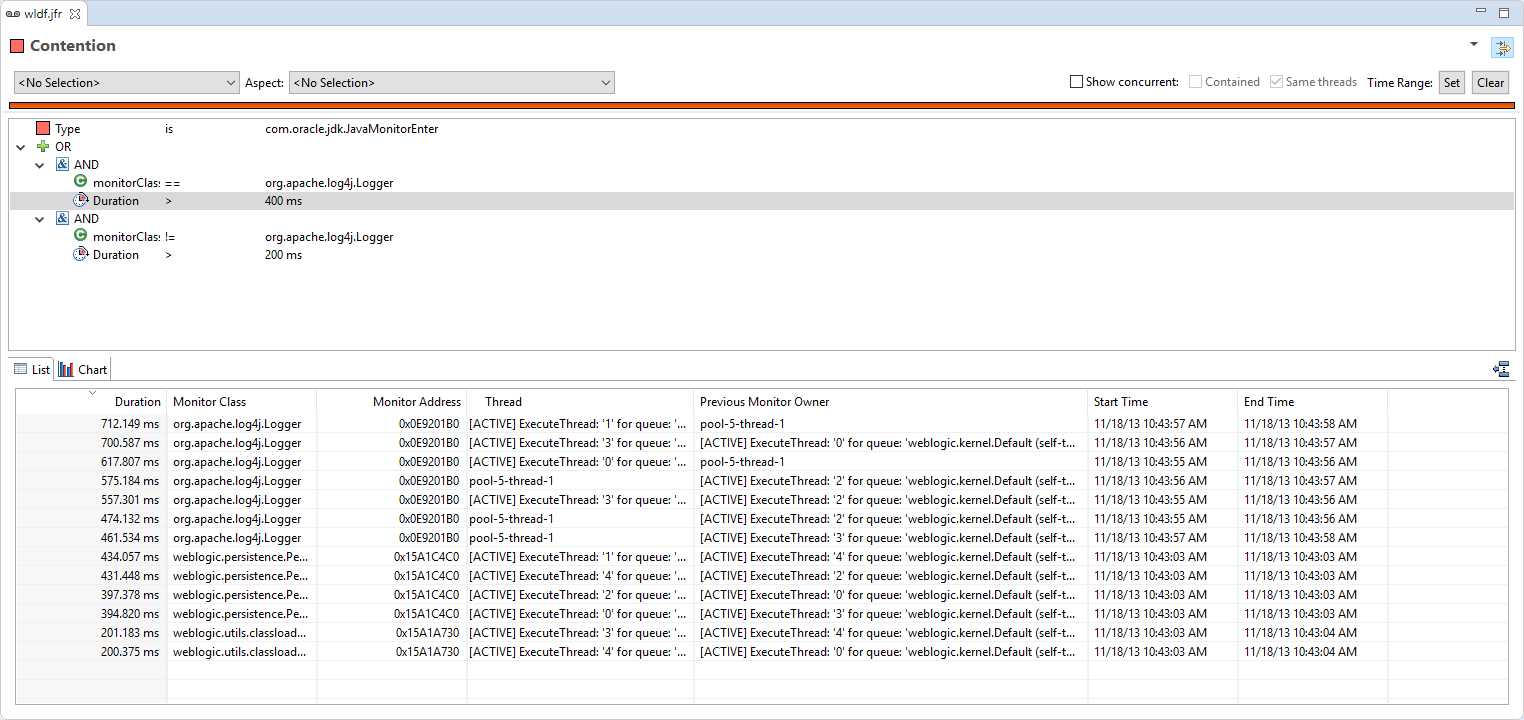 wldf.jfr
Contention
<No Selection> Aspect: <No Selection> Show concurrent: Contained Same threads Time Range: Set Clear
Type is com.oracle.jdk.JavaMonitorEnter
OR
& AND
C monitorClas: == org.apache.log4j.Logger
Duration > 400 ms
& AND
C monitorClas: != org.apache.log4j.Logger
Duration > 200 ms
List Chart
Duration Monitor Class Monitor Address Thread Previous Monitor Owner Start Time End Time
712.149 ms org.apache.log4j.Logger 0x0E9201B0 [ACTIVE] ExecuteThread: '1' for queue: '... pool-5-thread-1 11/18/13 10:43:57 AM 11/18/13 10:43:58 AM
700.587 ms org.apache.log4j.Logger 0x0E9201B0 [ACTIVE] ExecuteThread: '3' for queue: '... [ACTIVE] ExecuteThread: '0' for queue: 'weblogic.kernel.Default (self-t... 11/18/13 10:43:56 AM 11/18/13 10:43:57 AM
617.807 ms org.apache.log4j.Logger 0x0E9201B0 [ACTIVE] ExecuteThread: '0' for queue: '... pool-5-thread-1 11/18/13 10:43:55 AM 11/18/13 10:43:56 AM
575.184 ms org.apache.log4j.Logger 0x0E9201B0 pool-5-thread-1 [ACTIVE] ExecuteThread: '2' for queue: 'weblogic.kernel.Default (self-t... 11/18/13 10:43:56 AM 11/18/13 10:43:57 AM
557.301 ms org.apache.log4j.Logger 0x0E9201B0 [ACTIVE] ExecuteThread: '3' for queue: '... [ACTIVE] ExecuteThread: '2' for queue: 'weblogic.kernel.Default (self-t... 11/18/13 10:43:55 AM 11/18/13 10:43:56 AM
474.132 ms org.apache.log4j.Logger 0x0E9201B0 pool-5-thread-1 [ACTIVE] ExecuteThread: '2' for queue: 'weblogic.kernel.Default (self-t... 11/18/13 10:43:55 AM 11/18/13 10:43:56 AM
461.534 ms org.apache.log4j.Logger 0x0E9201B0 pool-5-thread-1 [ACTIVE] ExecuteThread: '3' for queue: 'weblogic.kernel.Default (self-t... 11/18/13 10:43:57 AM 11/18/13 10:43:58 AM
434.057 ms weblogic.persistence.Pe... 0x15A1C4C0 [ACTIVE] ExecuteThread: '1' for queue: '... [ACTIVE] ExecuteThread: '4' for queue: 'weblogic.kernel.Default (self-t... 11/18/13 10:43:03 AM 11/18/13 10:43:03 AM
431.448 ms weblogic.persistence.Pe... 0x15A1C4C0 [ACTIVE] ExecuteThread: '4' for queue: '... [ACTIVE] ExecuteThread: '2' for queue: 'weblogic.kernel.Default (self-t... 11/18/13 10:43:03 AM 11/18/13 10:43:03 AM
397.378 ms weblogic.persistence.Pe... 0x15A1C4C0 [ACTIVE] ExecuteThread: '2' for queue: '... [ACTIVE] ExecuteThread: '0' for queue: 'weblogic.kernel.Default (self-t... 11/18/13 10:43:03 AM 11/18/13 10:43:03 AM
394.820 ms weblogic.persistence.Pe... 0x15A1C4C0 [ACTIVE] ExecuteThread: '0' for queue: '... [ACTIVE] ExecuteThread: '3' for queue: 'weblogic.kernel.Default (self-t... 11/18/13 10:43:03 AM 11/18/13 10:43:03 AM
201.183 ms weblogic.utils.classload... 0x15A1A730 [ACTIVE] ExecuteThread: '3' for queue: '... [ACTIVE] ExecuteThread: '4' for queue: 'weblogic.kernel.Default (self-t... 11/18/13 10:43:03 AM 11/18/13 10:43:04 AM
200.375 ms weblogic.utils.classload... 0x15A1A730 [ACTIVE] ExecuteThread: '4' for queue: '... [ACTIVE] ExecuteThread: '0' for queue: 'weblogic.kernel.Default (self-t... 11/18/13 10:43:03 AM 11/18/13 10:43:04 AM